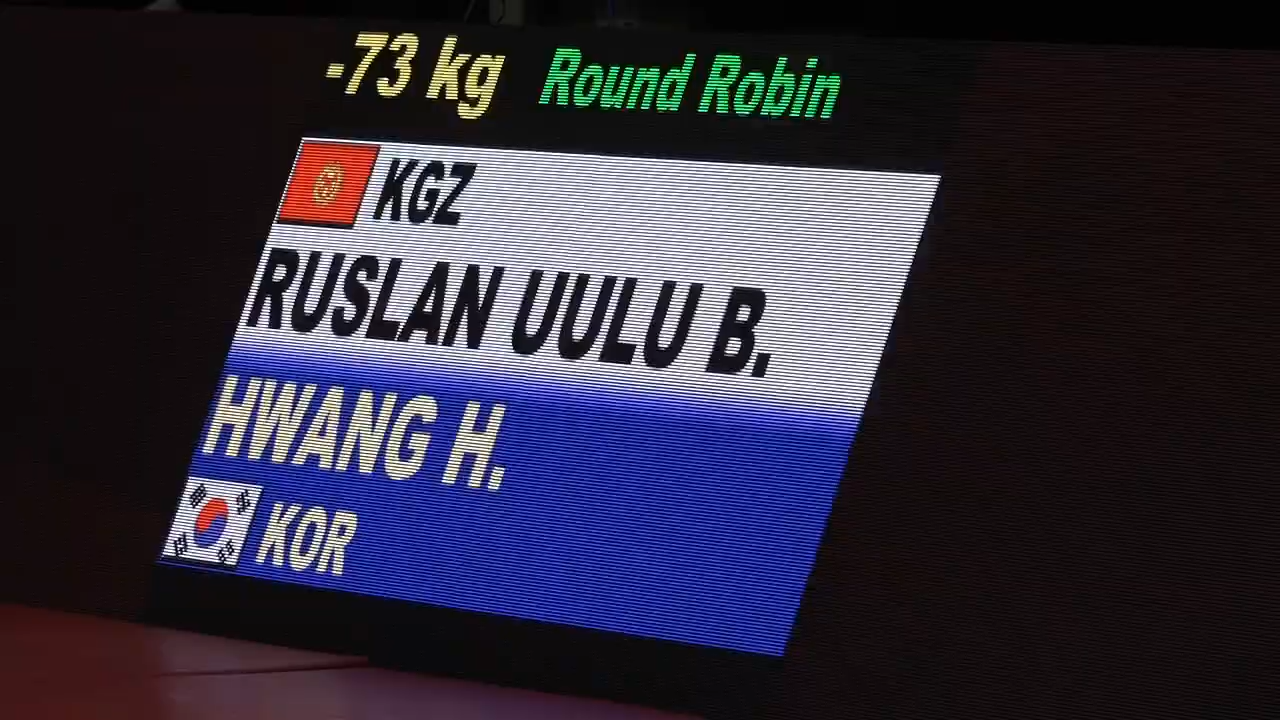 -73 kg Round Robin
KGZ
RUSLAN UULU B.
HWANG H.
KOR